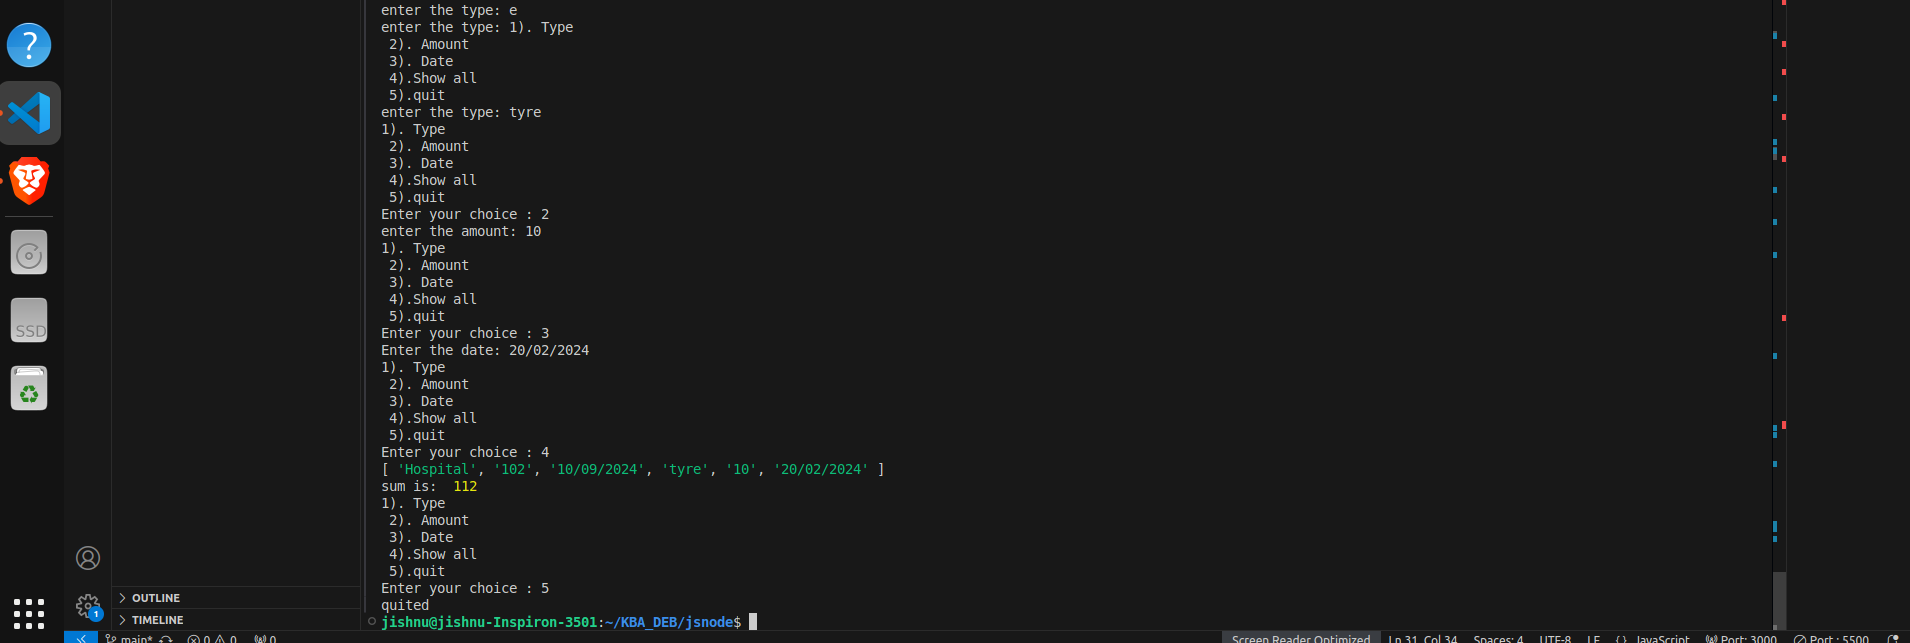 enter the type: e
enter the type: 1). Type
2). Amount
3). Date
4).Show all
5).quit
enter the type: tyre
1). Type
2). Amount
3). Date
4).Show all
5).quit
Enter your choice : 2
enter the amount: 10
1). Type
2). Amount
3). Date
4).Show all
5).quit
Enter your choice : 3
Enter the date: 20/02/2024
1). Type
2). Amount
3). Date
4).Show all
5).quit
Enter your choice : 4
[ 'Hospital', '102', '10/09/2024', 'tyre', '10', '20/02/2024' ]
sum is:  112
1). Type
2). Amount
3). Date
4).Show all
5).quit
Enter your choice : 5
quited
jishnu@jishnu-Inspiron-3501:~/KBA_DEB/jsnode$
?
SSD
1
OUTLINE
TIMELINE
main* 0 0 0 Screen Reader Optimized Ln 31, Col 34 Spaces: 4 UTF-8 LF {} JavaScript Port: 3000 Port : 5500